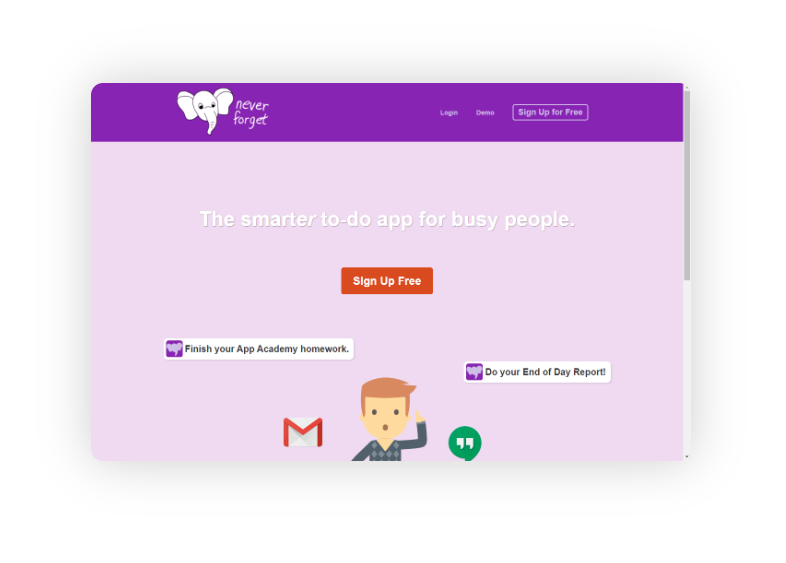 never
forget
Login
Demo
Sign Up for Free
The smarter to-do app for busy people.
Sign Up Free
Finish your App Academy homework.
Do your End of Day Report!